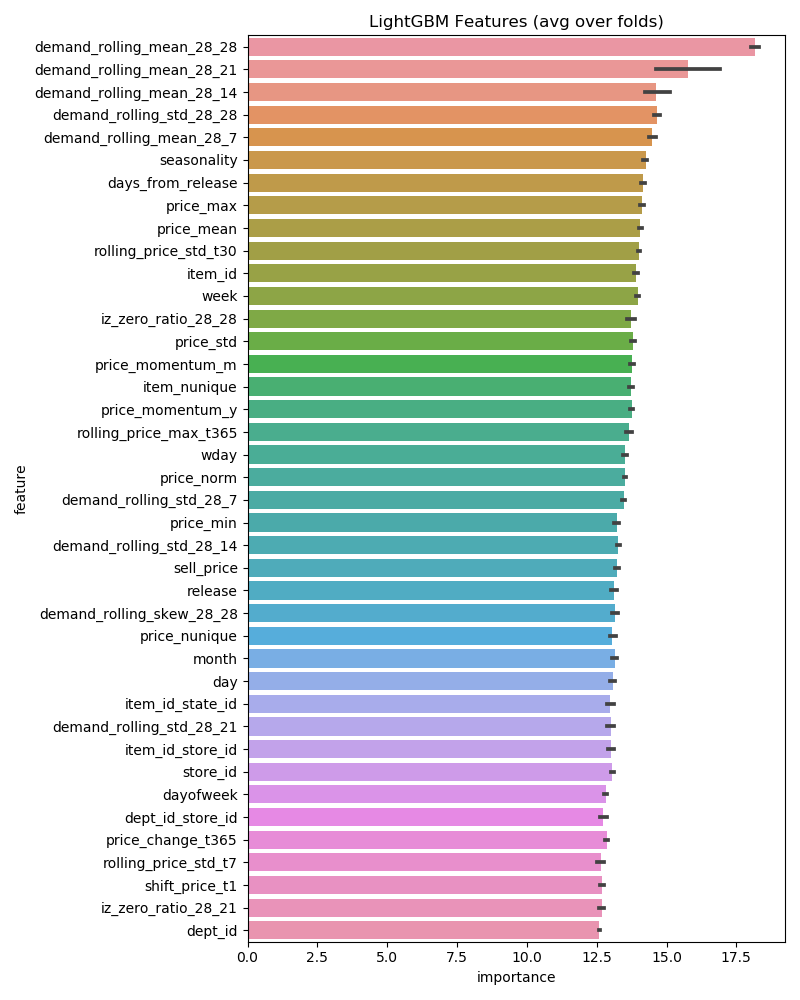 LightGBM Features (avg over folds)
demand_rolling_mean_28_28
demand_rolling_mean_28_21
demand_rolling_mean_28_14
demand_rolling_std_28_28
demand_rolling_mean_28_7
seasonality
days_from_release
price_max
price_mean
rolling_price_std_t30
item_id
week
iz_zero_ratio_28_28
price_std
price_momentum_m
item_nunique
price_momentum_y
rolling_price_max_t365
wday
price_norm
demand_rolling_std_28_7
price_min
demand_rolling_std_28_14
sell_price
release
demand_rolling_skew_28_28
price_nunique
month
day
item_id_state_id
demand_rolling_std_28_21
item_id_store_id
store_id
dayofweek
dept_id_store_id
price_change_t365
rolling_price_std_t7
shift_price_t1
iz_zero_ratio_28_21
dept_id
feature
0.0 2.5 5.0 7.5 10.0 12.5 15.0 17.5
importance